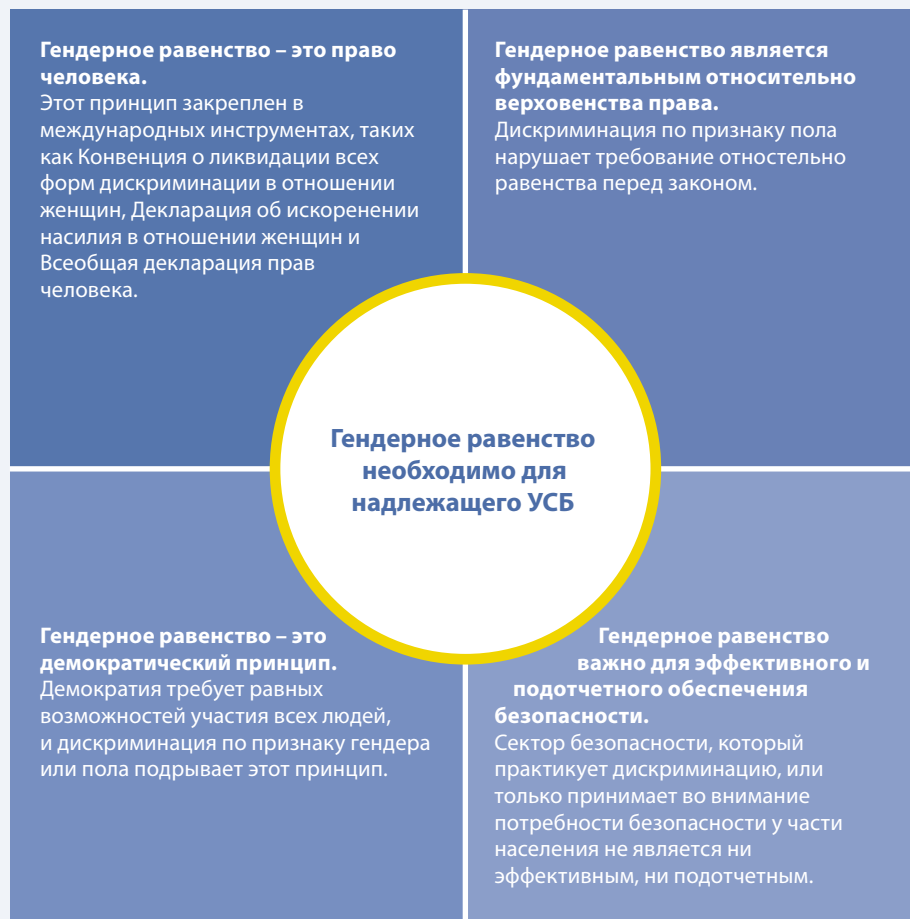 Гендерное равенство – это право
человека.
Этот принцип закреплен в
международных инструментах, таких
как Конвенция о ликвидации всех
форм дискриминации в отношении
женщин, Декларация об искоренении
насилия в отношении женщин и
Всеобщая декларация прав
человека.
Гендерное равенство является
фундаментальным относительно
верховенства права.
Дискриминация по признаку пола
нарушает требование отностельно
равенства перед законом.
Гендерное равенство
необходимо для
надлежащего УСБ
Гендерное равенство – это
демократический принцип.
Демократия требует равных
возможностей участия всех людей,
и дискриминация по признаку гендера
или пола подрывает этот принцип.
Гендерное равенство
важно для эффективного и
подотчетного обеспечения
безопасности.
Сектор безопасности, который
практикует дискриминацию, или
только принимает во внимание
потребности безопасности у части
населения не является ни
эффективным, ни подотчетным.